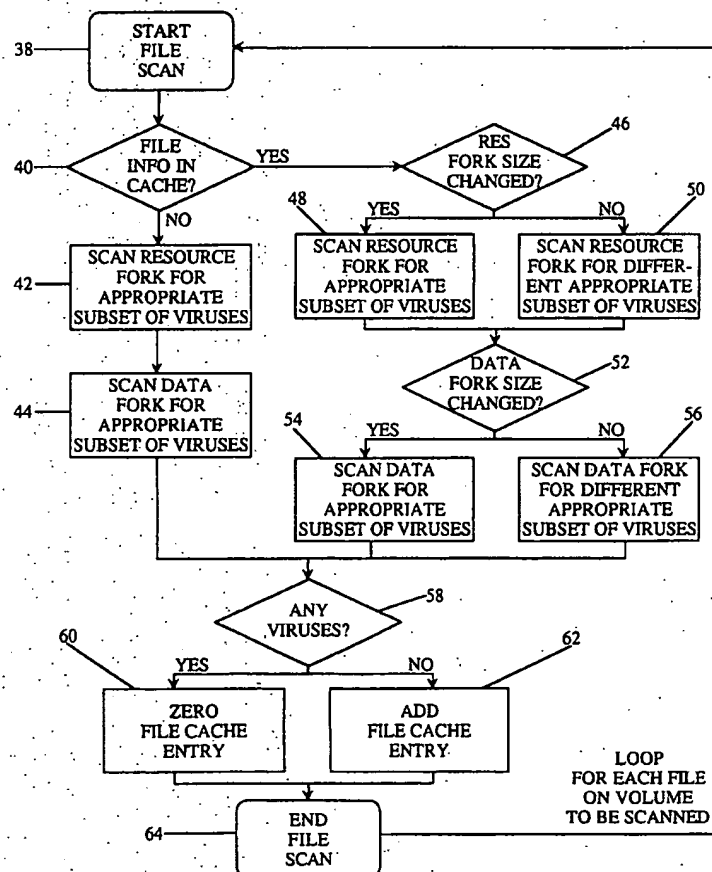 START
FILE
SCAN
38
FILE
INFO IN
CACHE?
40
YES
NO
RES
FORK SIZE
CHANGED?
46
48
YES
NO
50
SCAN RESOURCE
FORK FOR
APPROPRIATE
SUBSET OF VIRUSES
42
SCAN RESOURCE
FORK FOR
APPROPRIATE
SUBSET OF VIRUSES
SCAN RESOURCE
FORK FOR DIFFER-
ENT APPROPRIATE
SUBSET OF VIRUSES
DATA
FORK SIZE
CHANGED?
52
44
SCAN DATA
FORK FOR
APPROPRIATE
SUBSET OF VIRUSES
54
YES
NO
56
SCAN DATA
FORK FOR
APPROPRIATE
SUBSET OF VIRUSES
SCAN DATA FORK
FOR DIFFERENT
APPROPRIATE
SUBSET OF VIRUSES
ANY
VIRUSES?
58
60
YES
NO
62
ZERO
FILE CACHE
ENTRY
ADD
FILE CACHE
ENTRY
LOOP
FOR EACH FILE
ON VOLUME
TO BE SCANNED
END
FILE
SCAN
64